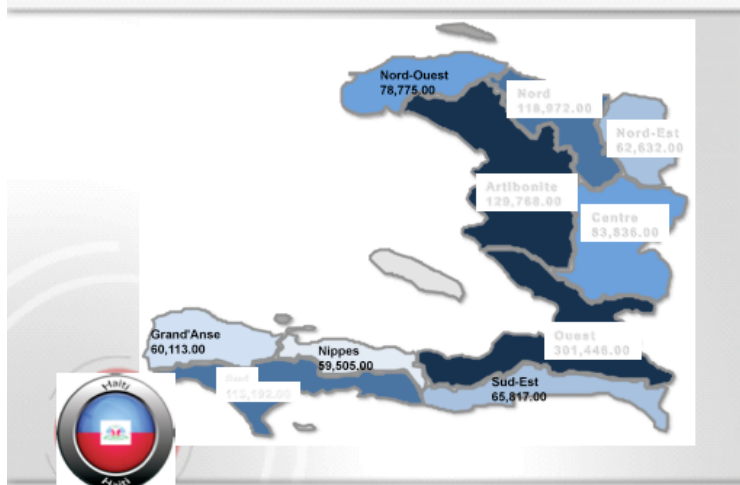 Nord-Ouest
78,775.00
Nord
118,972.00
Nord-Est
62,632.00
Artibonite
129,768.00
Centre
83,836.00
Ouest
301,446.00
Grand'Anse
60,113.00
Nippes
59,505.00
Sud-Est
65,817.00
Haiti
Haiti